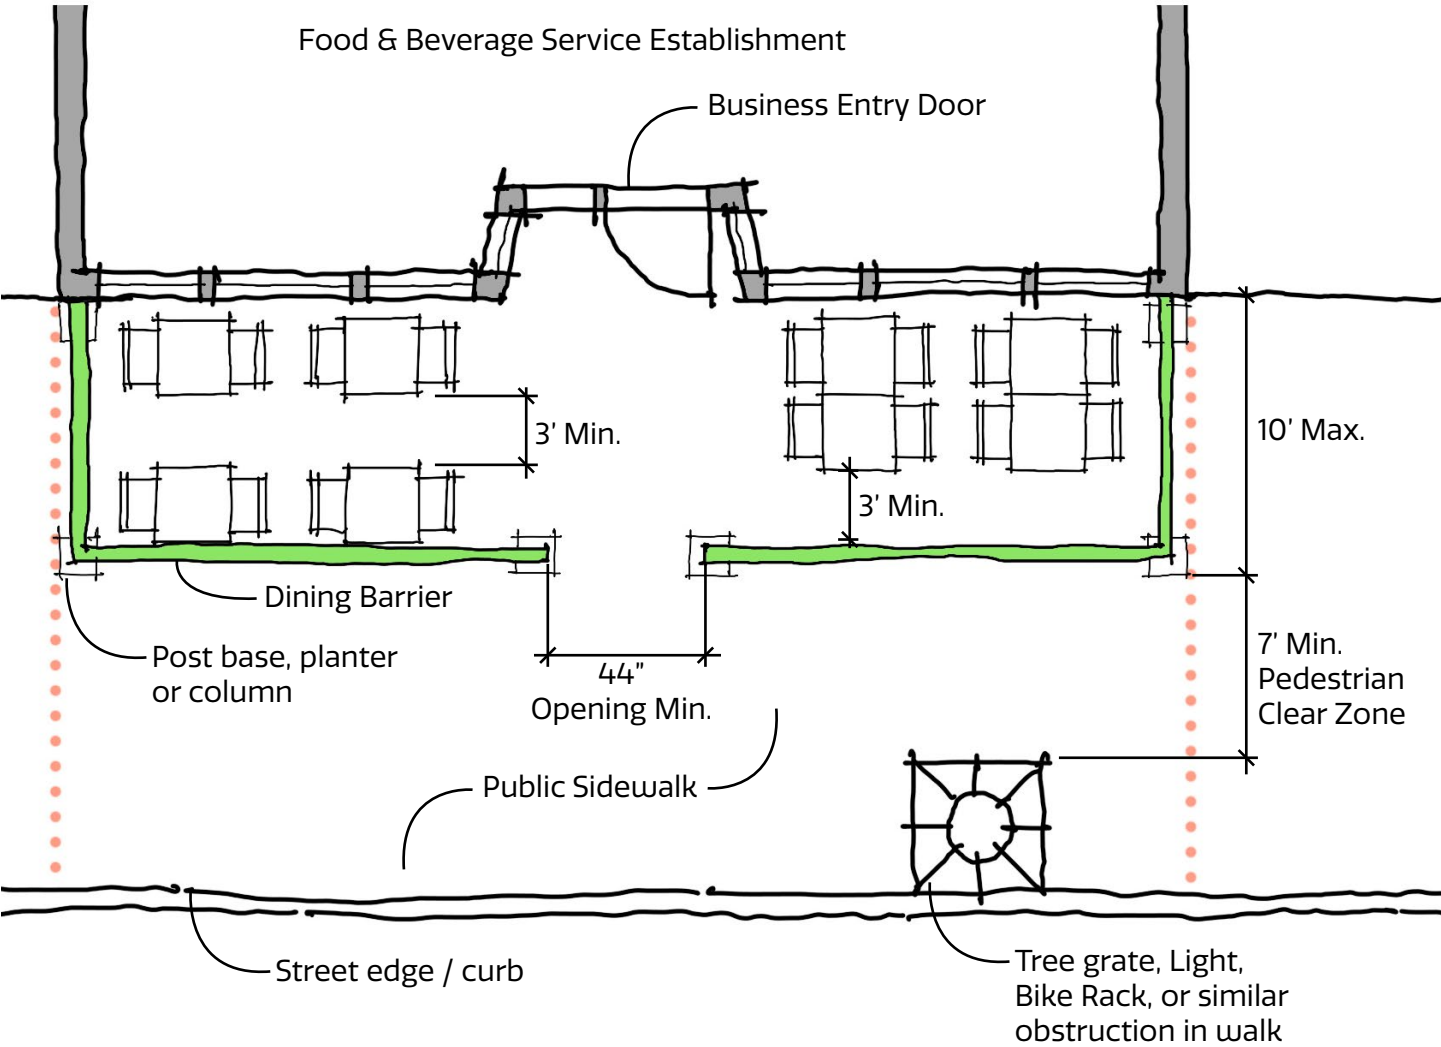 Food & Beverage Service Establishment
Business Entry Door
3' Min.
10' Max.
3' Min.
Dining Barrier
Post base, planter
or column
44"
Opening Min.
7' Min.
Pedestrian
Clear Zone
Public Sidewalk
Street edge / curb
Tree grate, Light,
Bike Rack, or similar
obstruction in walk